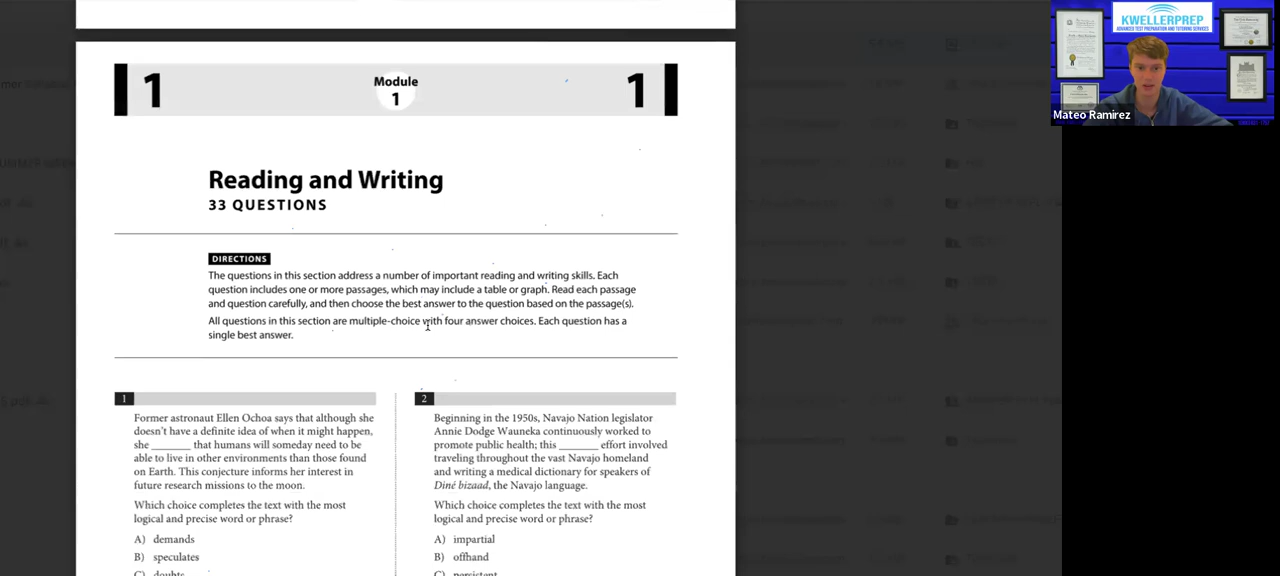 1
Module
1
1
Reading and Writing
33 QUESTIONS
DIRECTIONS
The questions in this section address a number of important reading and writing skills. Each
question includes one or more passages, which may include a table or graph. Read each passage
and question carefully, and then choose the best answer to the question based on the passage(s).
All questions in this section are multiple-choice with four answer choices. Each question has a
single best answer.
1
Former astronaut Ellen Ochoa says that although she
doesn't have a definite idea of when it might happen,
she ______ that humans will someday need to be
able to live in other environments than those found
on Earth. This conjecture informs her interest in
future research missions to the moon.
Which choice completes the text with the most
logical and precise word or phrase?
A) demands
B) speculates
C) doubts
2
Beginning in the 1950s, Navajo Nation legislator
Annie Dodge Wauneka continuously worked to
promote public health; this ______ effort involved
traveling throughout the vast Navajo homeland
and writing a medical dictionary for speakers of
Diné bizaad, the Navajo language.
Which choice completes the text with the most
logical and precise word or phrase?
A) impartial
B) offhand
C) persistent
KWELLERPREP
ADVANCED TEST PREPARATION AND TUTORING SERVICES
Mateo Ramirez